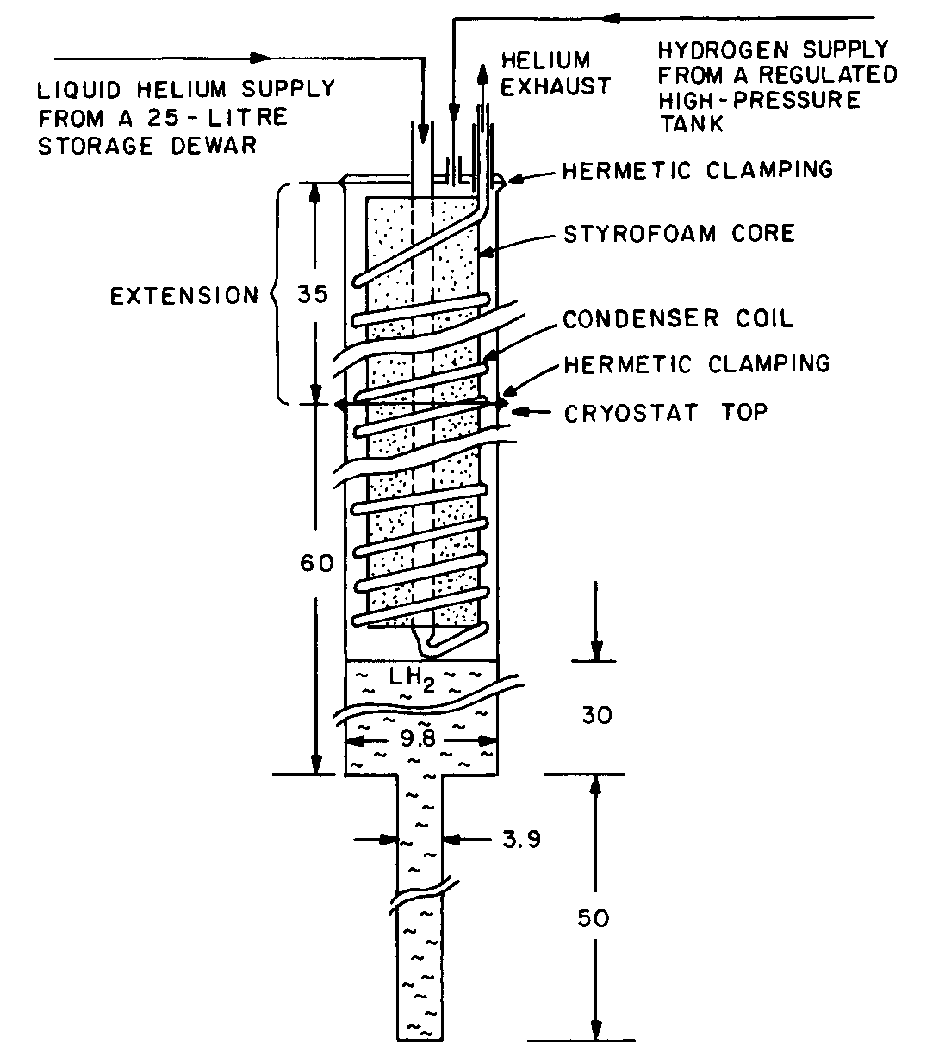 HELIUM
EXHAUST
HYDROGEN SUPPLY
FROM A REGULATED
HIGH-PRESSURE
TANK
LIQUID HELIUM SUPPLY
FROM A 25-LITRE
STORAGE DEWAR
HERMETIC CLAMPING
STYROFOAM CORE
EXTENSION
35
CONDENSER COIL
HERMETIC CLAMPING
CRYOSTAT TOP
60
LH2
30
9.8
3.9
50